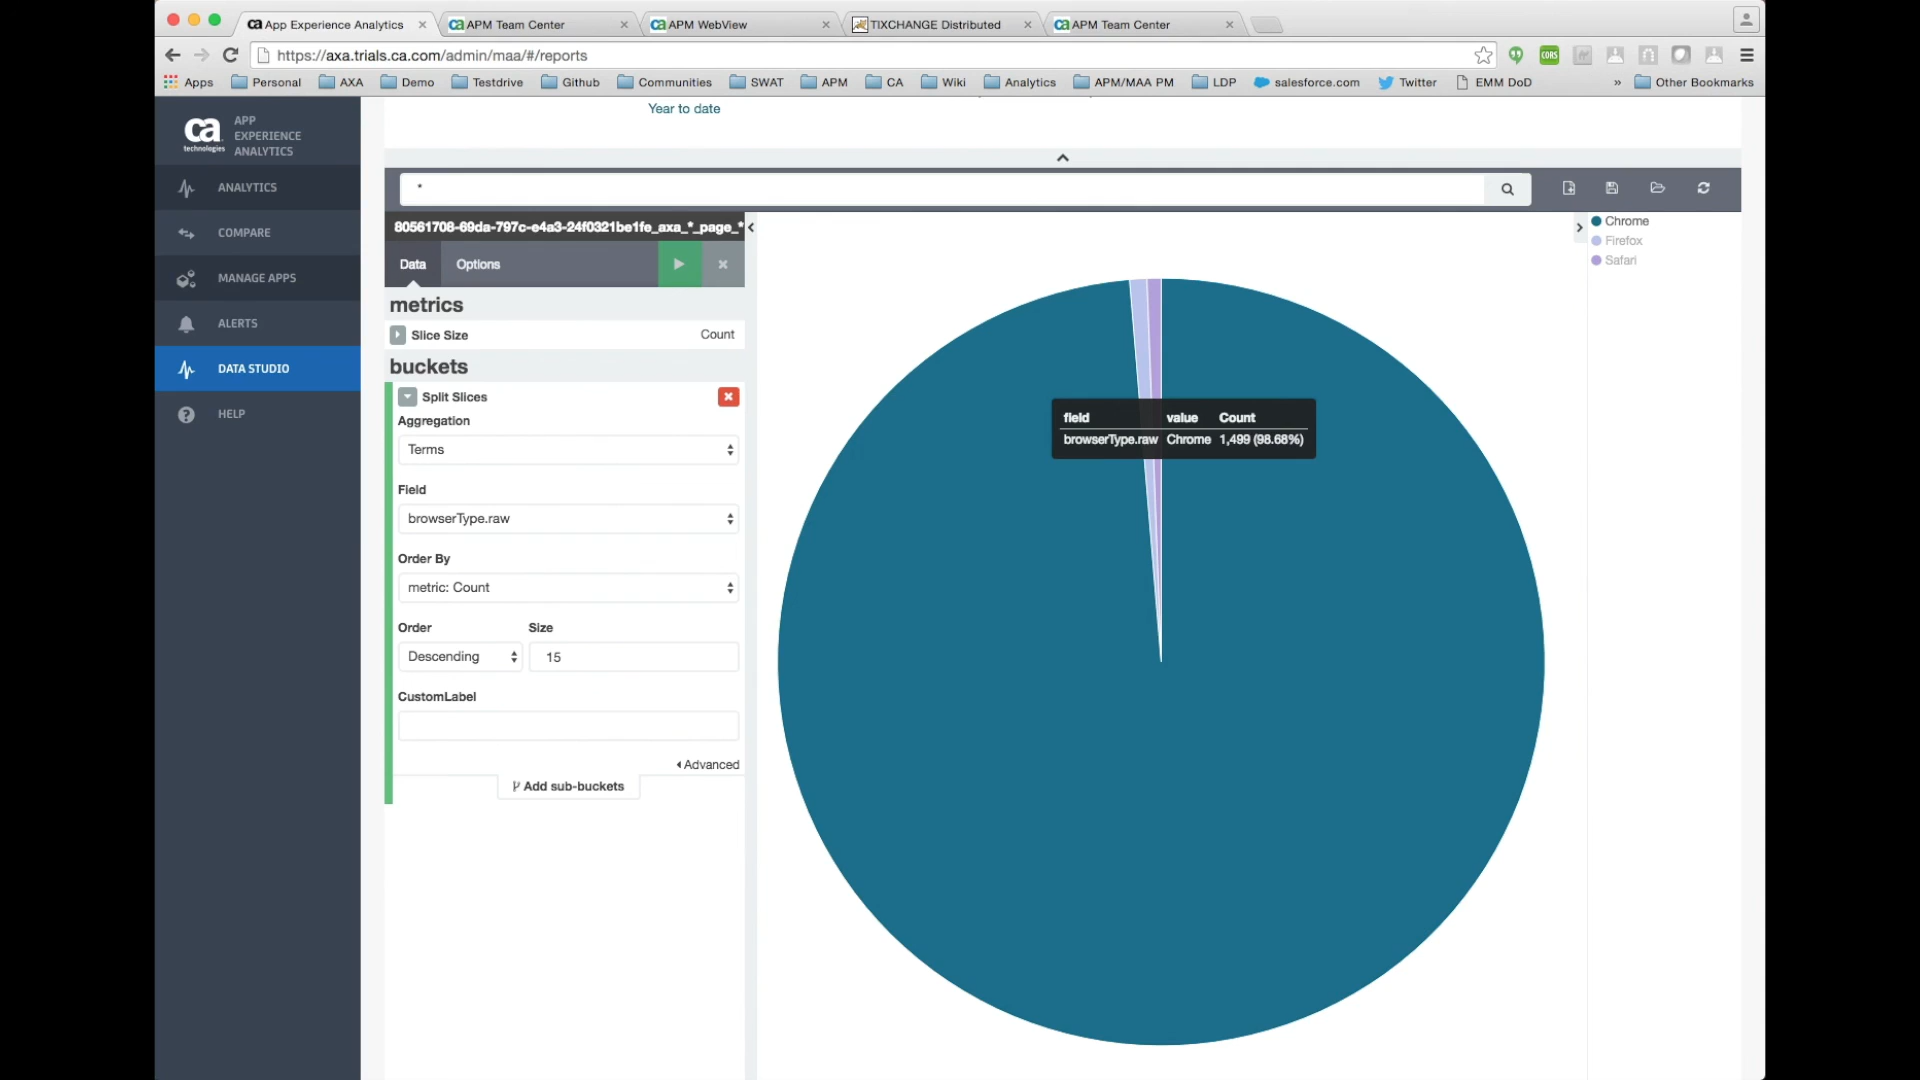 App Experience Analytics
APM Team Center
APM WebView
TIXCHANGE Distributed
APM Team Center
https://axa.trials.ca.com/admin/maa/#/reports
CORS
Apps
Personal
AXA
Demo
Testdrive
Github
Communities
SWAT
APM
CA
Wiki
Analytics
APM/MAA PM
LDP
salesforce.com
Twitter
EMM DoD
»
Other Bookmarks
ca
technologies
APP
EXPERIENCE
ANALYTICS
ANALYTICS
COMPARE
MANAGE APPS
ALERTS
DATA STUDIO
HELP
Year to date
*
80561708-69da-797c-e4a3-24f0321be1fe_axa_*_page_*
Data
Options
metrics
Slice Size
Count
buckets
Split Slices
Aggregation
Terms
Field
browserType.raw
Order By
metric: Count
Order
Size
Descending
15
CustomLabel
Advanced
Add sub-buckets
field value Count
browserType.raw Chrome 1,499 (98.68%)
Chrome
Firefox
Safari